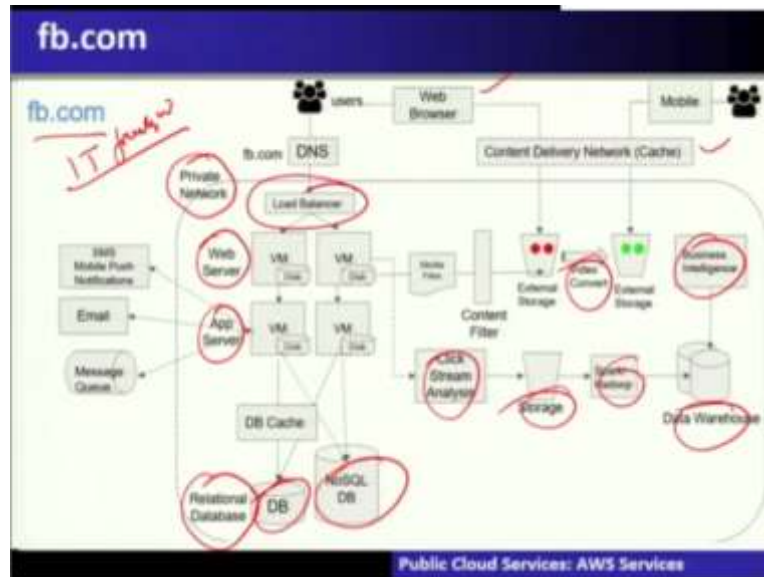 fb.com
fb.com
IT
users
Web
Browser
Mobile
fb.com
DNS
Content Delivery Network (Cache)
Private
Network
Load Balancer
Web
Server
VM
Disk
VM
Disk
Media
Files
Content
Filter
External
Storage
Video
Convert
External
Storage
Business
Intelligence
SMS
Mobile Push
Notifications
Email
Message
Queue
App
Server
VM
Disk
VM
Disk
Click
Stream
Analysis
Storage
Spark/
Hadoop
Data Warehouse
DB Cache
Relational
Database
DB
NoSQL
DB
Public Cloud Services: AWS Services